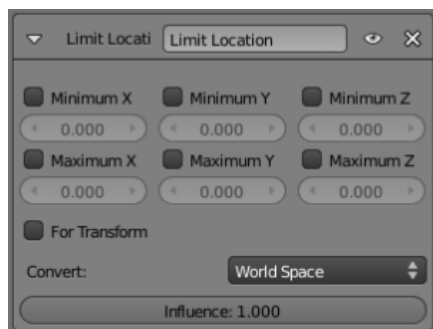 Limit Locati Limit Location
Minimum X Minimum Y Minimum Z
0.000 0.000 0.000
Maximum X Maximum Y Maximum Z
0.000 0.000 0.000
For Transform
Convert: World Space
Influence: 1.000